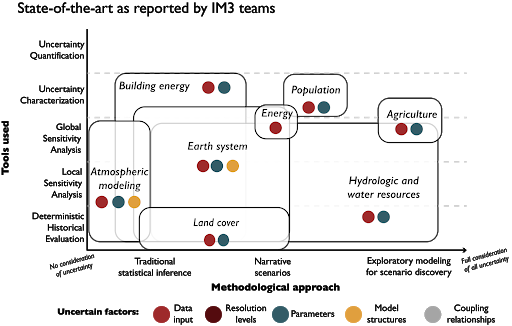 State-of-the-art as reported by IM3 teams
Tools used
Uncertainty
Quantification
Uncertainty
Characterization
Global
Sensitivity
Analysis
Local
Sensitivity
Analysis
Deterministic
Historical
Evaluation
Building energy
Population
Energy
Agriculture
Earth system
Atmospheric
modeling
Hydrologic and
water resources
Land cover
No consideration
of uncertainty
Traditional
statistical inference
Narrative
scenarios
Exploratory modeling
for scenario discovery
Full consideration
of all uncertainty
Methodological approach
Uncertain factors:
Data
input
Resolution
levels
Parameters
Model
structures
Coupling
relationships